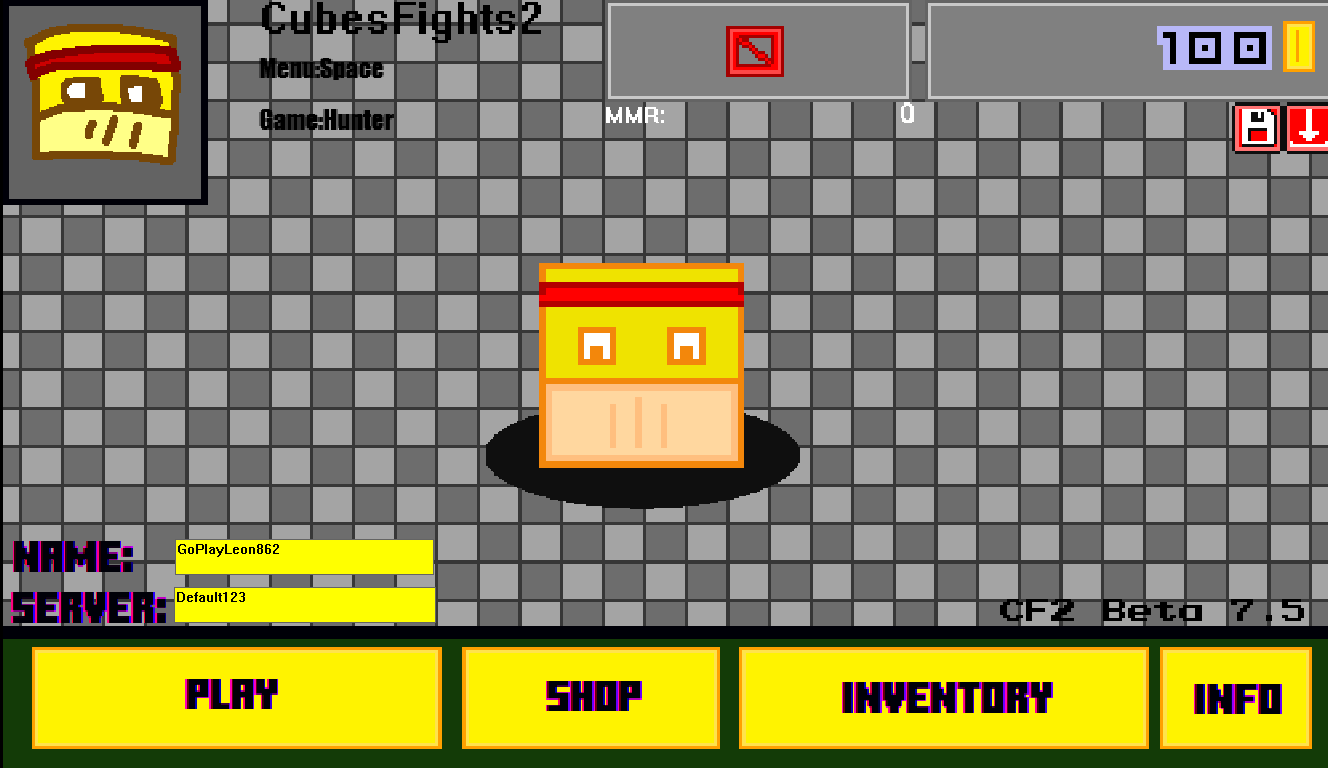 CubesFights2
Menu:Space
Game:Hunter
100
MMR: 0
NAME: GoPlayLeon862
SERVER: Default123
CF2 Beta 7.5
PLAY
SHOP
INVENTORY
INFO